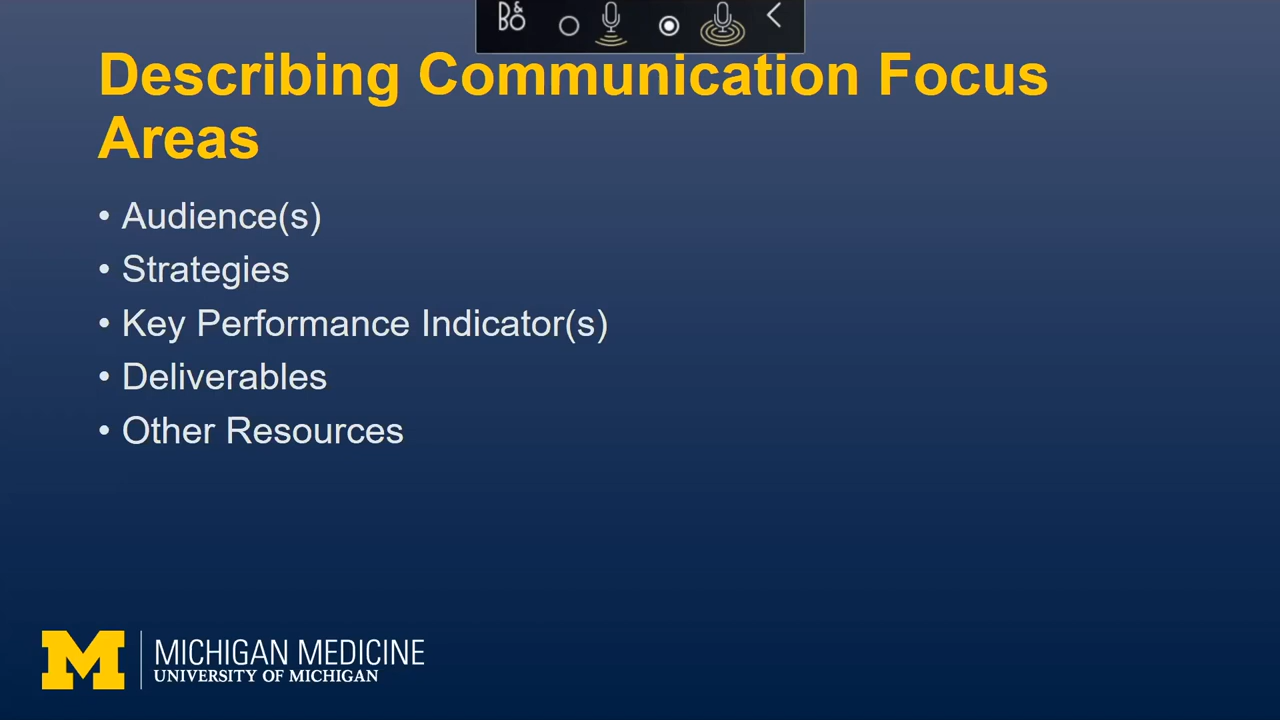 B&O
Describing Communication Focus
Areas
• Audience(s)
• Strategies
• Key Performance Indicator(s)
• Deliverables
• Other Resources
M
MICHIGAN MEDICINE
UNIVERSITY OF MICHIGAN